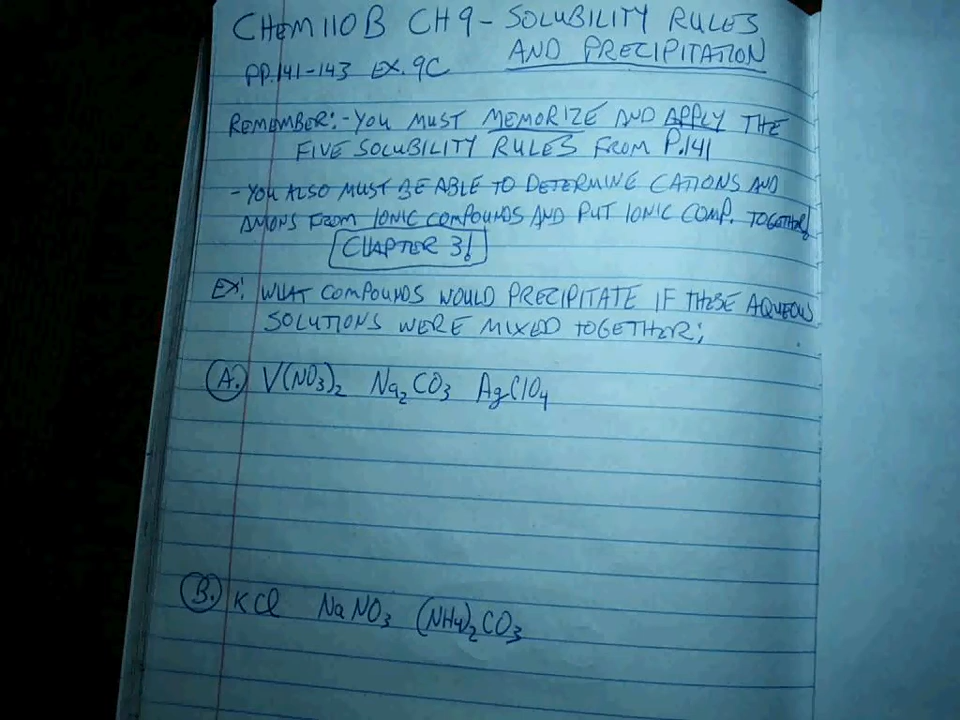 CHEM 110B CH 9 - SOLUBILITY RULES
AND PRECIPITATION
PP.141-143 EX. 9C
REMEMBER: - YOU MUST MEMORIZE AND APPLY THE
FIVE SOLUBILITY RULES FROM P.141
- YOU ALSO MUST BE ABLE TO DETERMINE CATIONS AND
ANIONS FROM IONIC COMPOUNDS AND PUT IONIC COMP. TOGETHER!
CHAPTER 3!
EX: WHAT COMPOUNDS WOULD PRECIPITATE IF THESE AQUEOUS
SOLUTIONS WERE MIXED TOGETHER;
A. V(NO₃)₂ Na₂CO₃ AgClO₄
B. KCl NaNO₃ (NH₄)₂CO₃